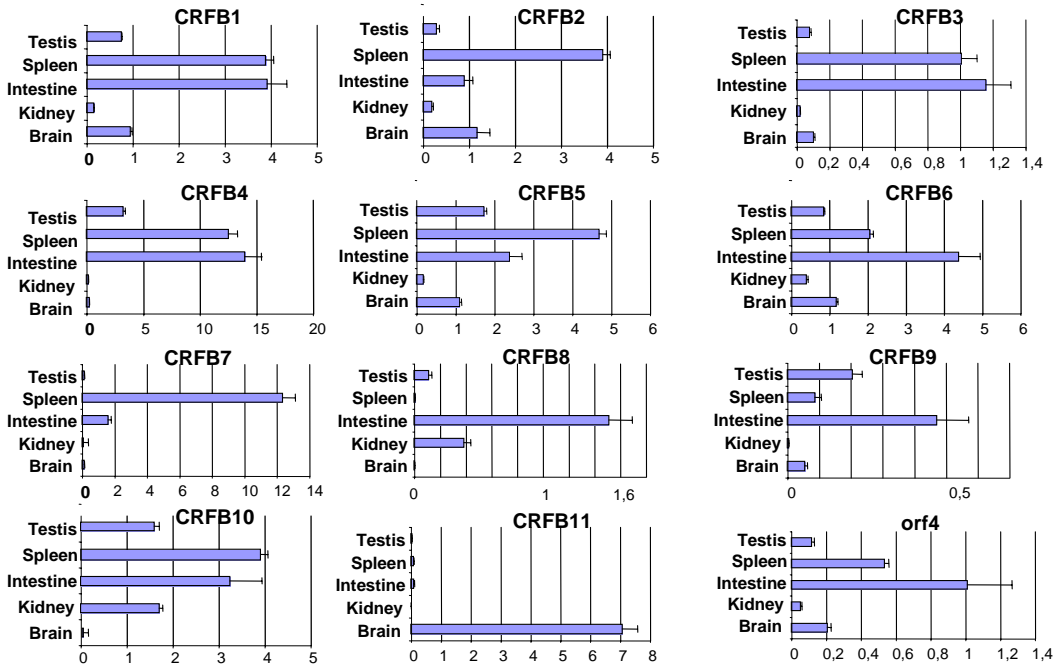 CRFB1
Testis
Spleen
Intestine
Kidney
Brain
0 1 2 3 4 5
CRFB2
Testis
Spleen
Intestine
Kidney
Brain
0 1 2 3 4 5
CRFB3
Testis
Spleen
Intestine
Kidney
Brain
0 0,2 0,4 0,6 0,8 1 1,2 1,4
CRFB4
Testis
Spleen
Intestine
Kidney
Brain
0 5 10 15 20
CRFB5
Testis
Spleen
Intestine
Kidney
Brain
0 1 2 3 4 5 6
CRFB6
Testis
Spleen
Intestine
Kidney
Brain
0 1 2 3 4 5 6
CRFB7
Testis
Spleen
Intestine
Kidney
Brain
0 2 4 6 8 10 12 14
CRFB8
Testis
Spleen
Intestine
Kidney
Brain
0 1 1,6
CRFB9
Testis
Spleen
Intestine
Kidney
Brain
0 0,5
CRFB10
Testis
Spleen
Intestine
Kidney
Brain
0 1 2 3 4 5
CRFB11
Testis
Spleen
Intestine
Kidney
Brain
0 1 2 3 4 5 6 7 8
orf4
Testis
Spleen
Intestine
Kidney
Brain
0 0,2 0,4 0,6 0,8 1 1,2 1,4